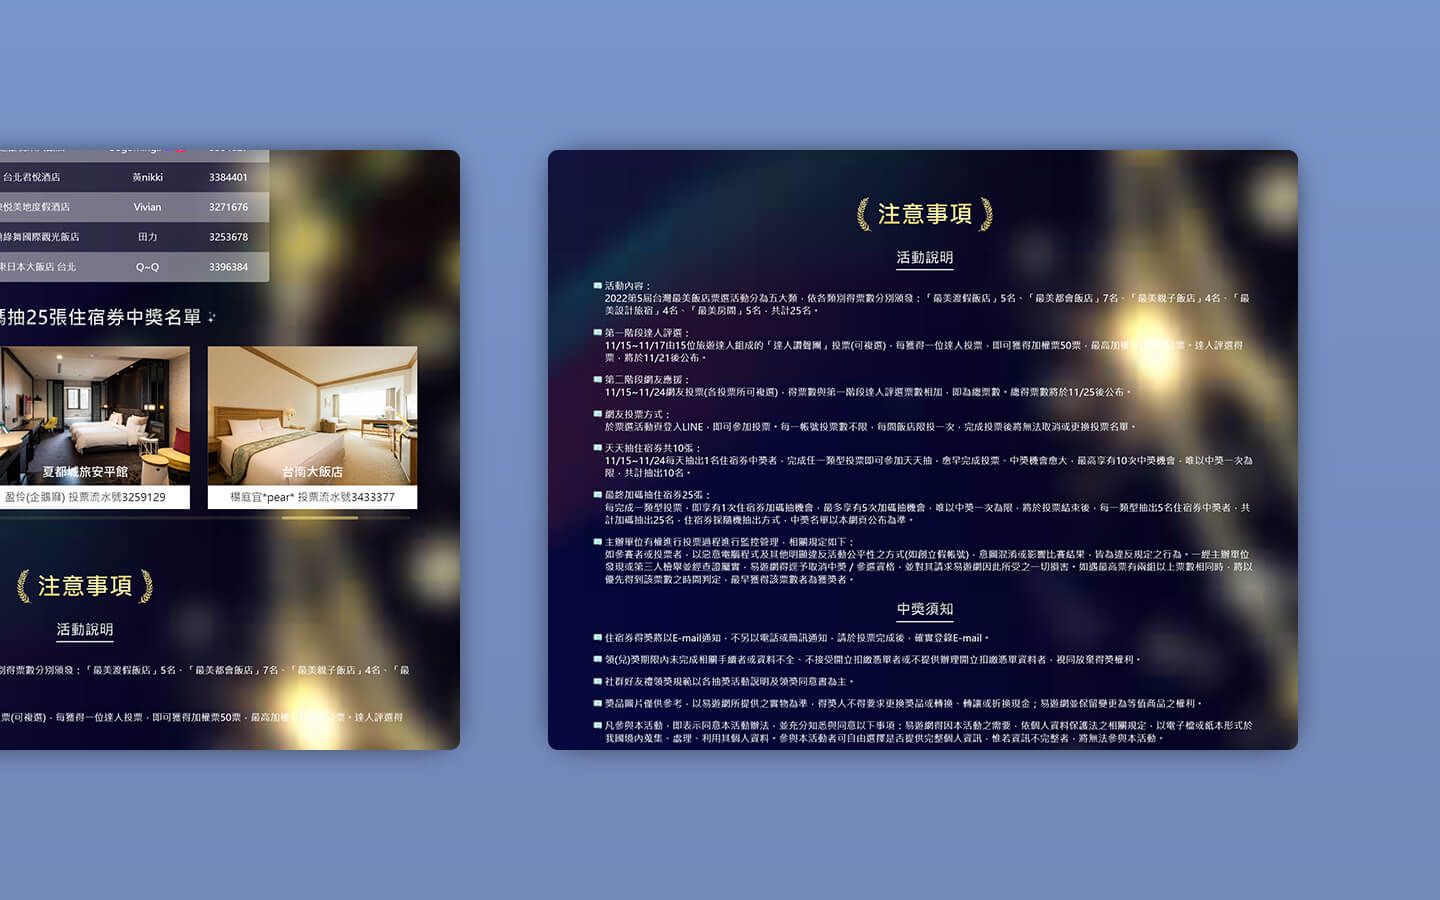 台北君悅酒店 黃nikki 3384401
悅美地度假酒店 Vivian 3271676
綠舞國際觀光飯店 田力 3253678
東日本大飯店 台北 Q~Q 3396384
抽25張住宿券中獎名單
夏都城旅安平館
盈伶(企鵝麻) 投票流水號3259129
台南大飯店
楊庭宜*pear* 投票流水號3433377
注意事項
活動說明
別得票數分別頒發：「最美渡假飯店」5名、「最美都會飯店」7名、「最美親子飯店」4名、「最
票(可複選)，每獲得一位達人投票，即可獲得加權票50票，最高加權 票。達人評選得
注意事項
活動說明
活動內容：
2022第5屆台灣最美飯店票選活動分為五大類，依各類別得票數分別頒發：「最美渡假飯店」5名、「最美都會飯店」7名、「最美親子飯店」4名、「最
美設計旅宿」4名、「最美房間」5名，共計25名。
第一階段達人評選：
11/15~11/17由15位旅遊達人組成的「達人讚聲團」投票(可複選)，每獲得一位達人投票，即可獲得加權票50票，最高加權 票。達人評選得
票，將於11/21後公布。
第二階段網友應援：
11/15~11/24網友投票(各投票所可複選)，得票數與第一階段達人評選票數相加，即為總票數。總得票數將於11/25後公布。
網友投票方式：
於票選活動頁登入LINE，即可參加投票。每一帳號投票數不限，每間飯店限投一次，完成投票後將無法取消或更換投票名單。
天天抽住宿券共10張：
11/15~11/24每天抽出1名住宿券中獎者，完成任一類型投票即可參加天天抽，愈早完成投票、中獎機會愈大，最高享有10次中獎機會，唯以中獎一次為
限，共計抽出10名。
最終加碼抽住宿券25張：
每完成一類型投票，即享有1次住宿券加碼抽機會，最多享有5次加碼抽機會，唯以中獎一次為限，將於投票結束後，每一類型抽出5名住宿券中獎者，共
計加碼抽出25名，住宿券採隨機抽出方式，中獎名單以本網頁公布為準。
主辦單位有權進行投票過程進行監控管理，相關規定如下：
如參賽者或投票者，以惡意電腦程式及其他明顯違反活動公平性之方式(如創立假帳號)，意圖混淆或影響比賽結果，皆為違反規定之行為。一經主辦單位
發現或第三人檢舉並經查證屬實，易遊網得逕予取消中獎 / 參選資格，並對其請求易遊網因此所受之一切損害。如遇最高票有兩組以上票數相同時，將以
優先得到該票數之時間判定，最早獲得該票數者為獲獎者。
中獎須知
住宿券得獎將以E-mail通知，不另以電話或簡訊通知，請於投票完成後，確實登錄E-mail。
領(兌)獎期限內未完成相關手續者或資料不全、不接受開立扣繳憑單者或不提供辦理開立扣繳憑單資料者，視同放棄得獎權利。
社群好友禮領獎規範以各抽獎活動說明及領獎同意書為主。
獎品圖片僅供參考，以易遊網所提供之實物為準，得獎人不得要求更換獎品或轉換、轉讓或折換現金；易遊網並保留變更為等值商品之權利。
凡參與本活動，即表示同意本活動辦法，並充分知悉與同意以下事項：易遊網得因本活動之需要，依個人資料保護法之相關規定，以電子檔或紙本形式於
我國境內蒐集、處理、利用其個人資料。參與本活動者可自由選擇是否提供完整個人資訊，惟若資訊不完整者，將無法參與本活動。